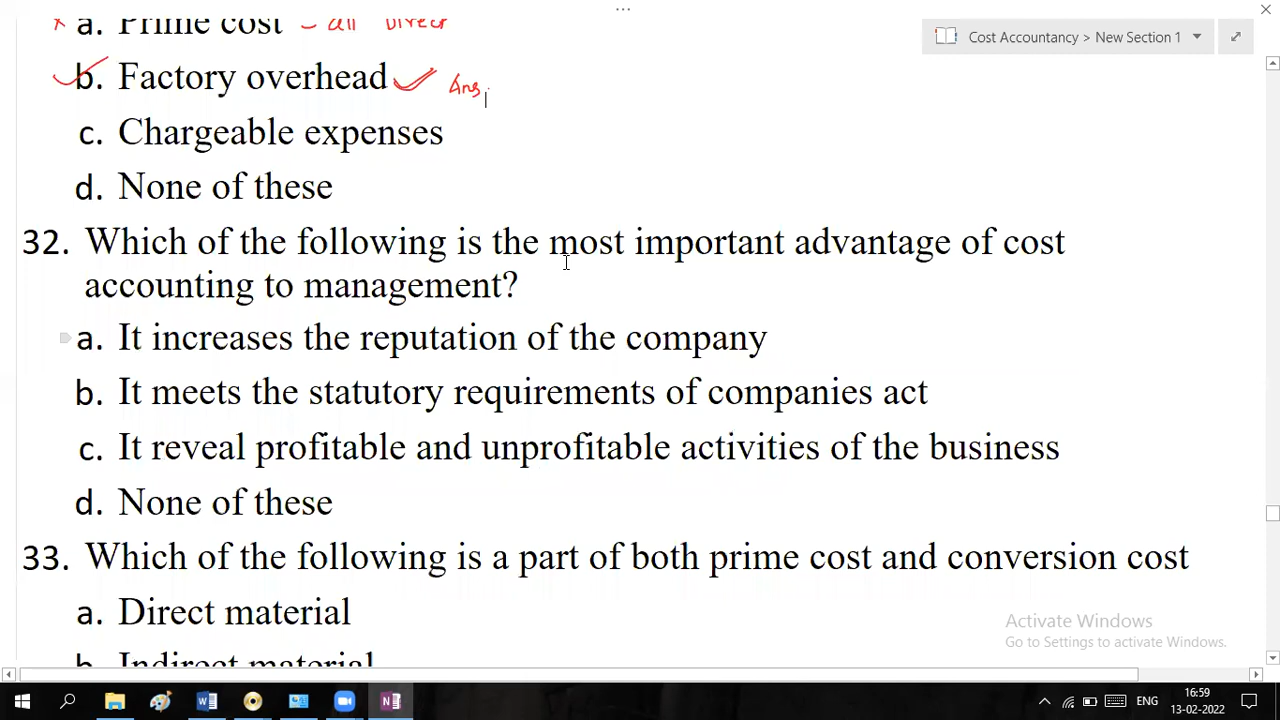 ...
Cost Accountancy > New Section 1
x a. Prime cost - all Direct
b. Factory overhead Ans
c. Chargeable expenses
d. None of these
32. Which of the following is the most important advantage of cost
accounting to management?
a. It increases the reputation of the company
b. It meets the statutory requirements of companies act
c. It reveal profitable and unprofitable activities of the business
d. None of these
33. Which of the following is a part of both prime cost and conversion cost
a. Direct material
b. Indirect material
Activate Windows
Go to Settings to activate Windows.
ENG
16:59
13-02-2022